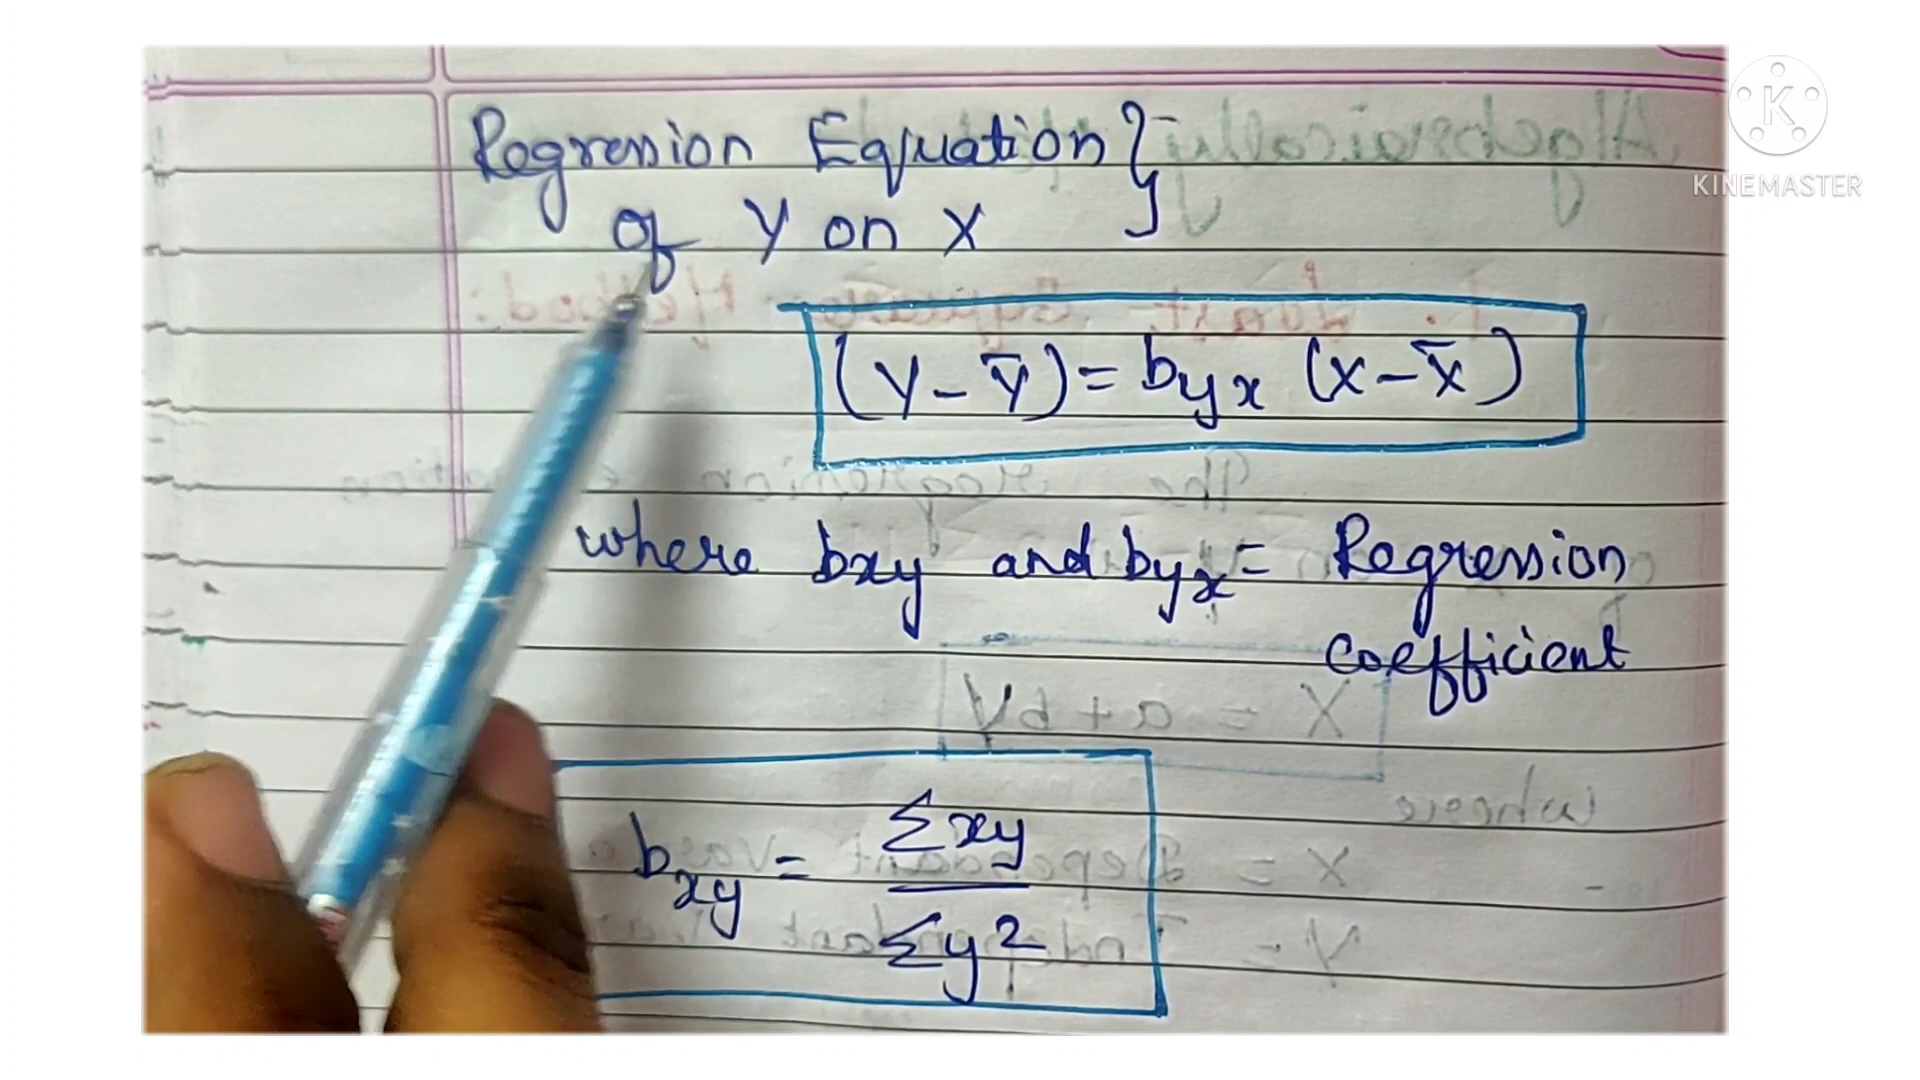 Regression Equation }
of Y on X
(Y - Y̅) = byx (X - X̅)
where bxy and byx = Regression
coefficient
bxy = Σxy
Σy²
KINEMASTER